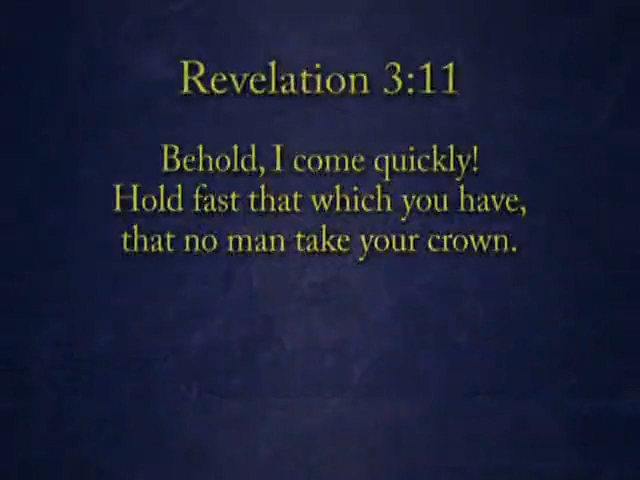 Revelation 3:11
Behold, I come quickly!
Hold fast that which you have,
that no man take your crown.